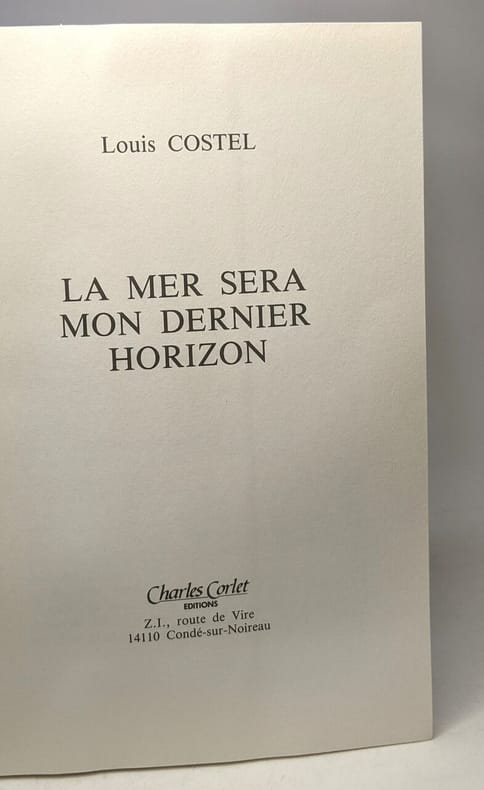 Louis COSTEL
LA MER SERA
MON DERNIER
HORIZON
Charles Corlet
EDITIONS
Z.I., route de Vire
14110 Condé-sur-Noireau